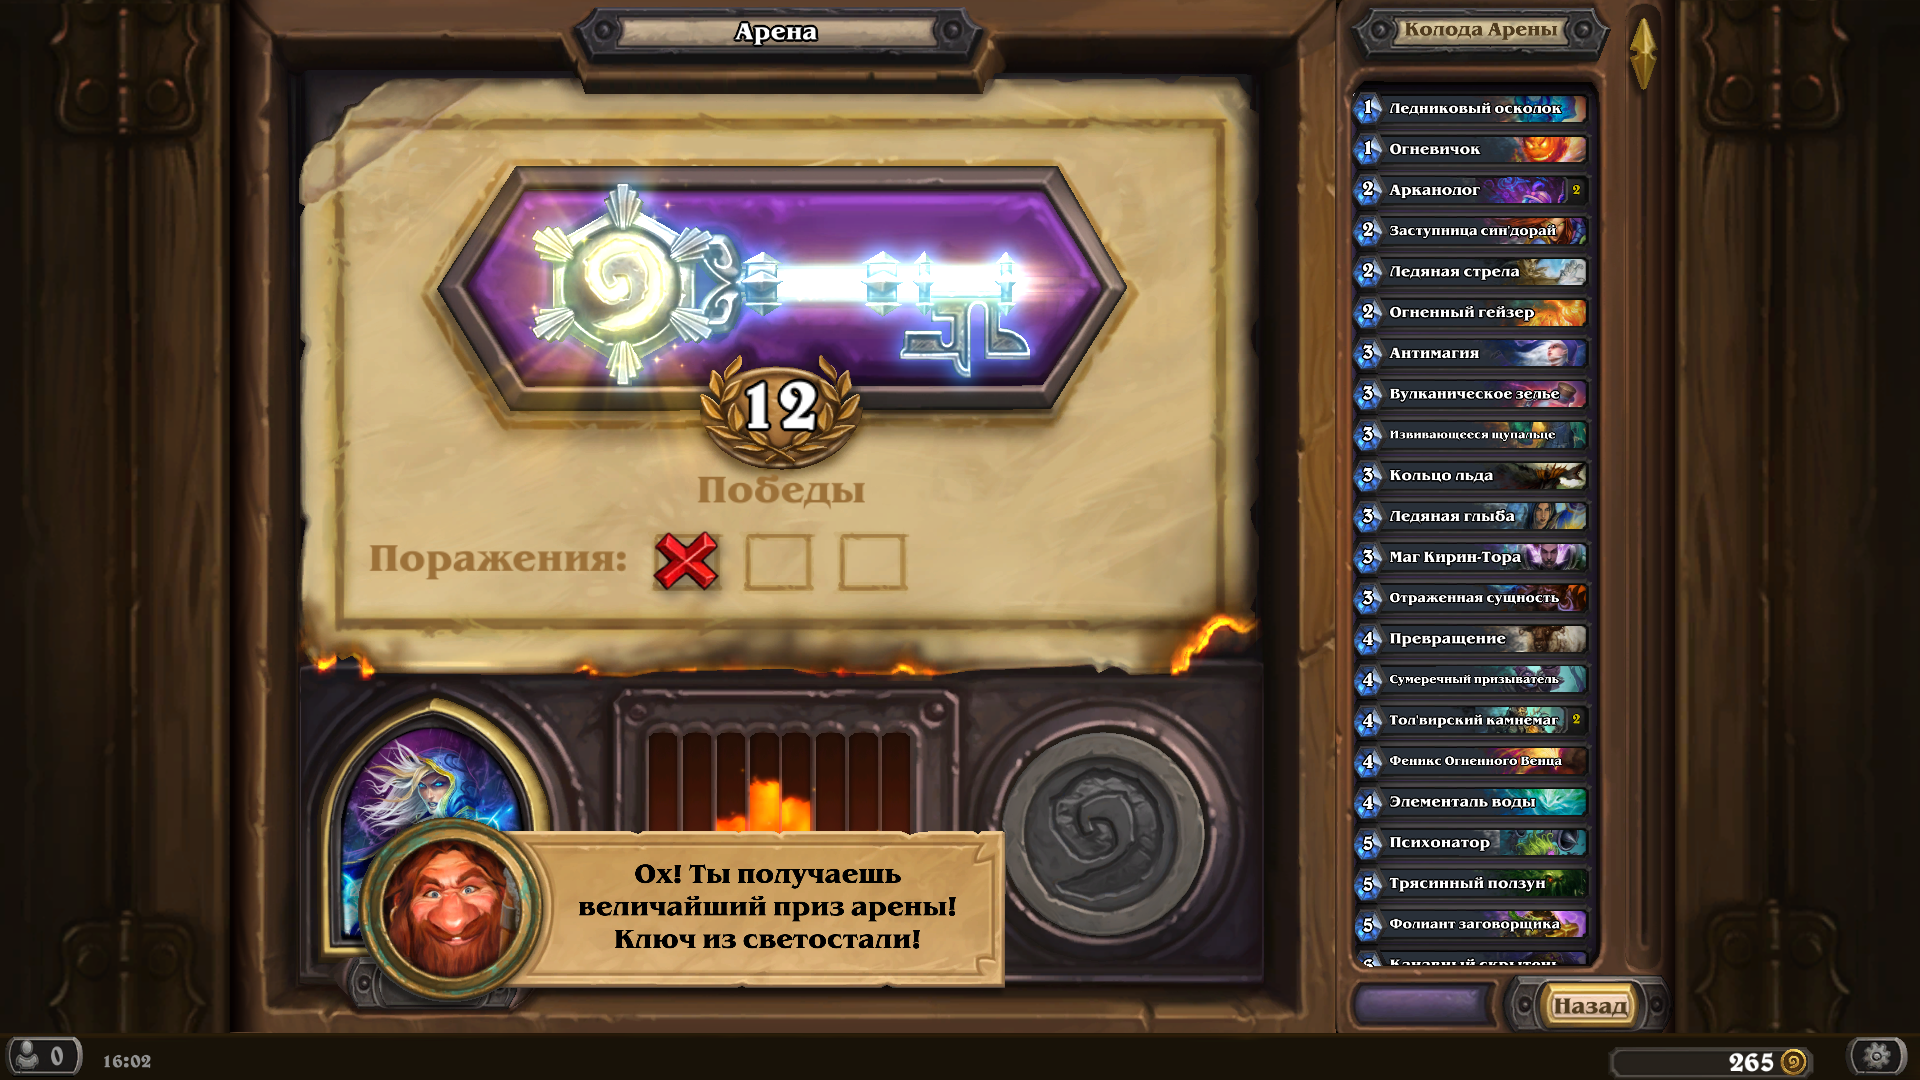 Арена
Колода Арены
12
Победы
Поражения:
Ох! Ты получаешь
величайший приз арены!
Ключ из светостали!
1 Ледниковый осколок
1 Огневичок
2 Арканолог 2
2 Заступница син'дорай
2 Ледяная стрела
2 Огненный гейзер
3 Антимагия
3 Вулканическое зелье
3 Извивающееся щупальце
3 Кольцо льда
3 Ледяная глыба
3 Маг Кирин-Тора
3 Отраженная сущность
4 Превращение
4 Сумеречный призыватель
4 Тол'вирский камнемаг 2
4 Феникс Огненного Венца
4 Элементаль воды
5 Психонатор
5 Трясинный ползун
5 Фолиант заговорщика
Назад
0
16:02
265